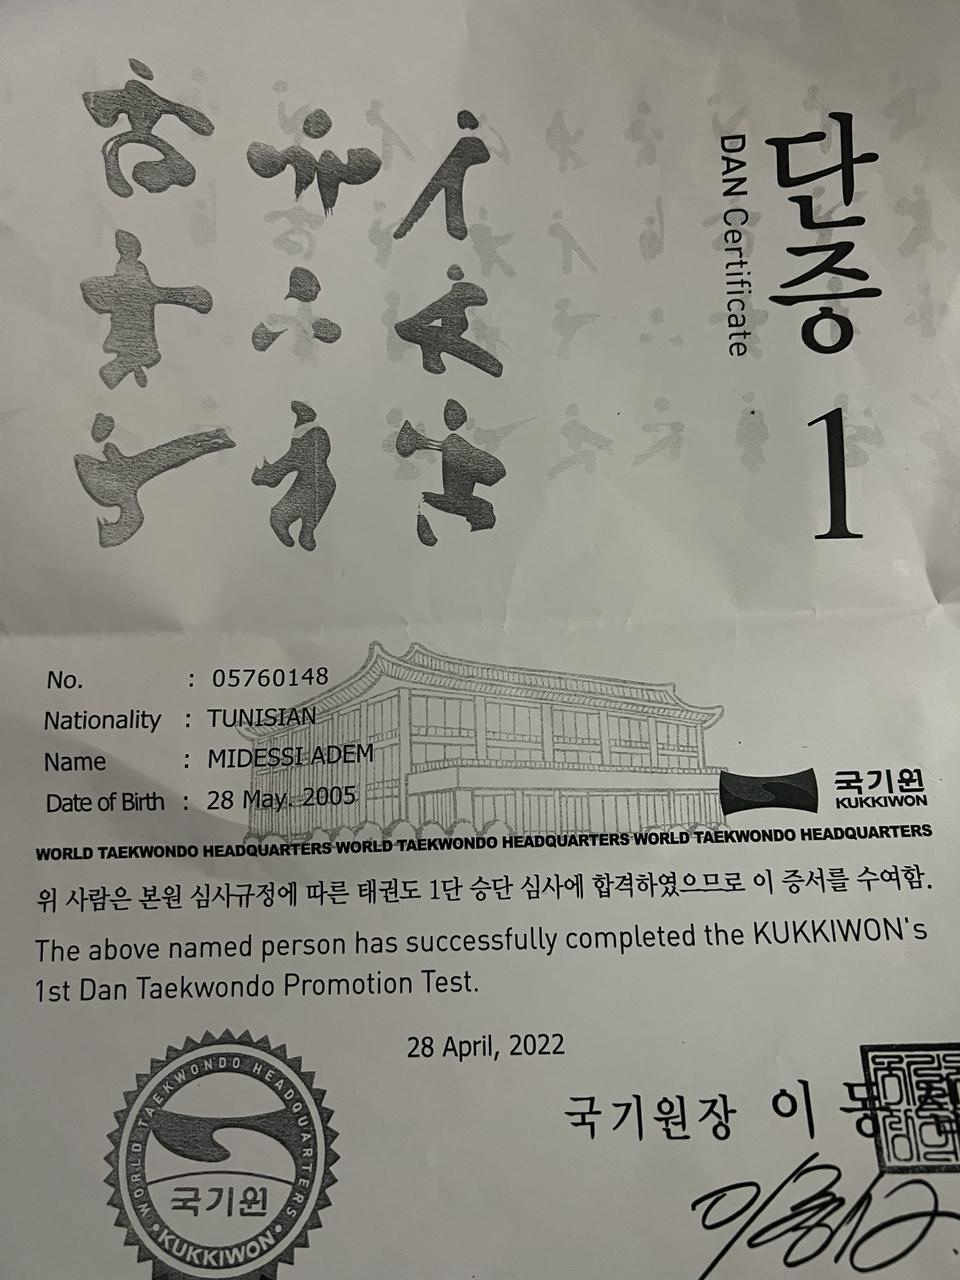 단증
DAN Certificate
1
No. : 05760148
Nationality : TUNISIAN
Name : MIDESSI ADEM
Date of Birth : 28 May. 2005
국기원
KUKKIWON
WORLD TAEKWONDO HEADQUARTERS WORLD TAEKWONDO HEADQUARTERS WORLD TAEKWONDO HEADQUARTERS
위 사람은 본원 심사규정에 따른 태권도 1단 승단 심사에 합격하였으므로 이 증서를 수여함.
The above named person has successfully completed the KUKKIWON's
1st Dan Taekwondo Promotion Test.
28 April, 2022
국기원장 이 동
WORLD TAEKWONDO HEADQUARTERS
국기원
KUKKIWON